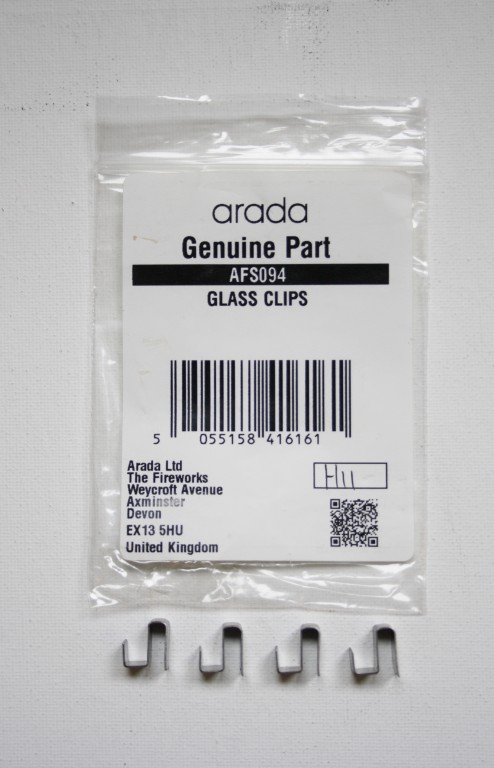 arada
Genuine Part
AFS094
GLASS CLIPS
5 055158 416161
Arada Ltd
The Fireworks
Weycroft Avenue
Axminster
Devon
EX13 5HU
United Kingdom
H11